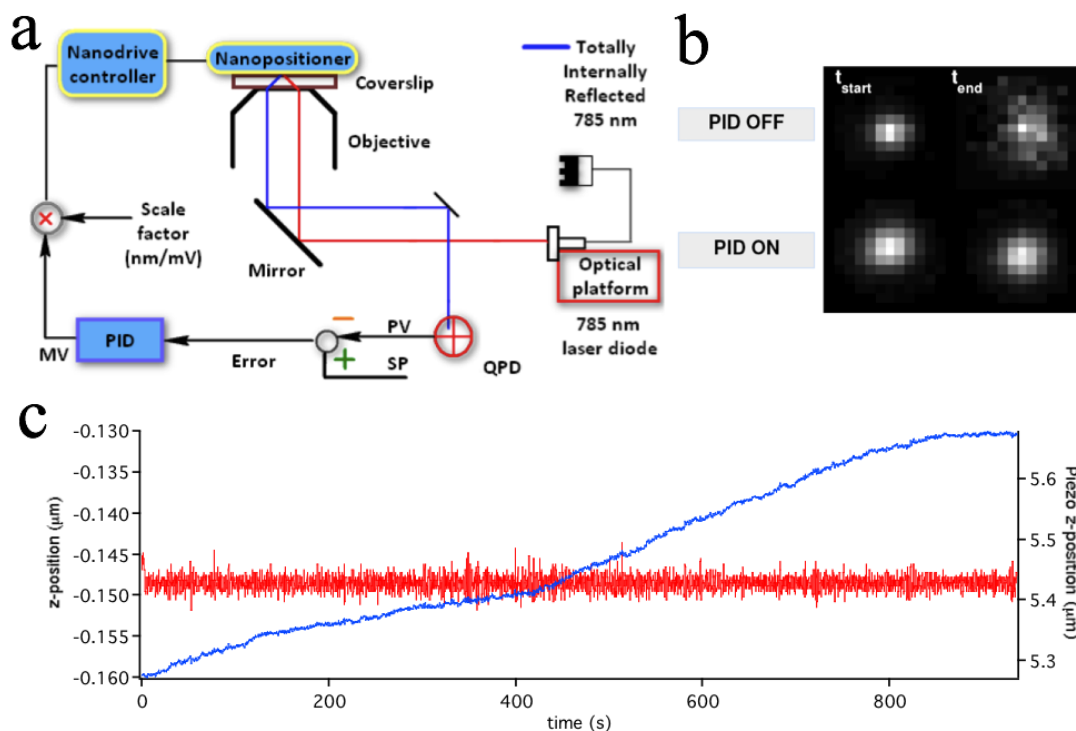 a
Nanodrive
controller
Nanopositioner
Coverslip
Objective
Totally
Internally
Reflected
785 nm
Scale
factor
(nm/mV)
Mirror
Optical
platform
785 nm
laser diode
PID
MV
Error
PV
SP
QPD
b
PID OFF
PID ON
tstart
tend
c
-0.130
-0.135
-0.140
-0.145
-0.150
-0.155
-0.160
z-position (µm)
0
200
400
600
800
time (s)
5.6
5.5
5.4
5.3
Piezo z-position (µm)